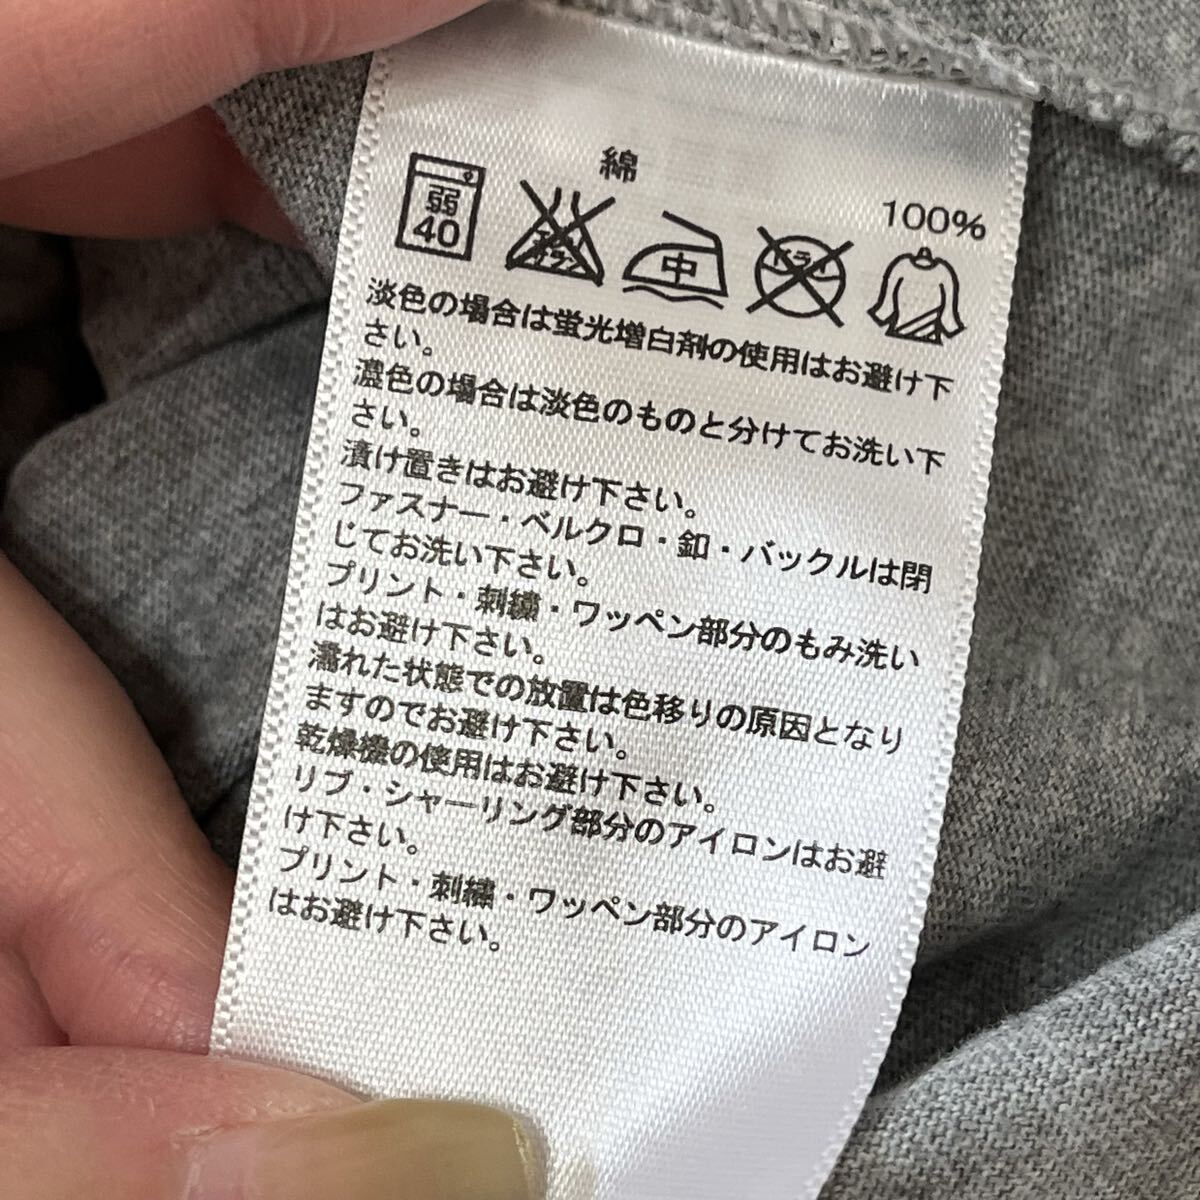 綿
100%
弱
40
エンソ
サラシ
中
ドライ
淡色の場合は蛍光増白剤の使用はお避け下
さい。
濃色の場合は淡色のものと分けてお洗い下
さい。
漬け置きはお避け下さい。
ファスナー・ベルクロ・釦・バックルは閉
じてお洗い下さい。
プリント・刺繍・ワッペン部分のもみ洗い
はお避け下さい。
濡れた状態での放置は色移りの原因となり
ますのでお避け下さい。
乾燥機の使用はお避け下さい。
リブ・シャーリング部分のアイロンはお避
け下さい。
プリント・刺繍・ワッペン部分のアイロン
はお避け下さい。